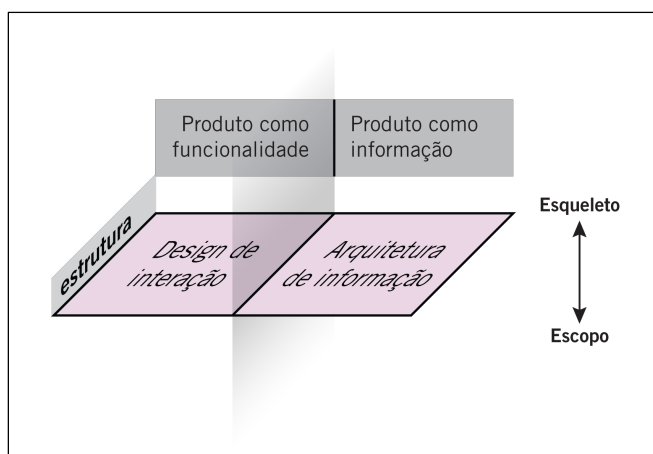 Produto como
funcionalidade
Produto como
informação
Esqueleto
estrutura
Design de
interação
Arquitetura
de informação
Escopo